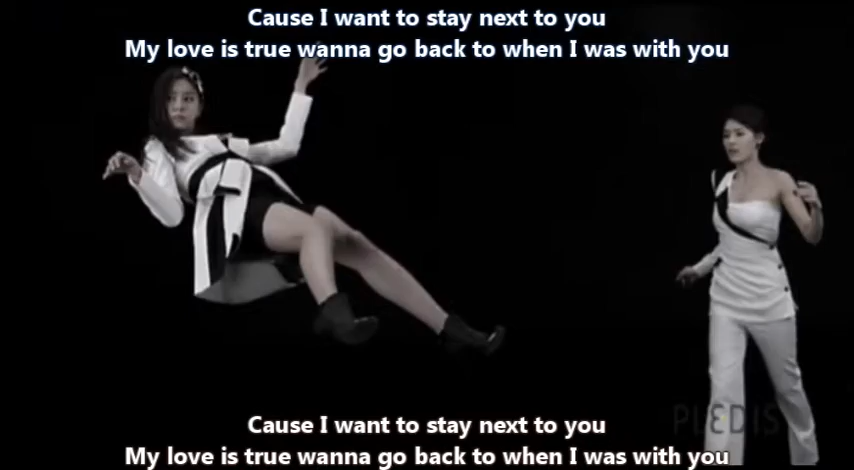 Cause I want to stay next to you
My love is true wanna go back to when I was with you
PLEDIS
Cause I want to stay next to you
My love is true wanna go back to when I was with you